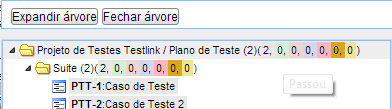 Expandir árvore Fechar árvore
Projeto de Testes Testlink / Plano de Teste (2)(2, 0, 0, 0, 0, 0, 0, 0)
Suite (2)(2, 0, 0, 0, 0, 0, 0, 0)
Passou
PTT-1:Caso de Teste
PTT-2:Caso de Teste 2